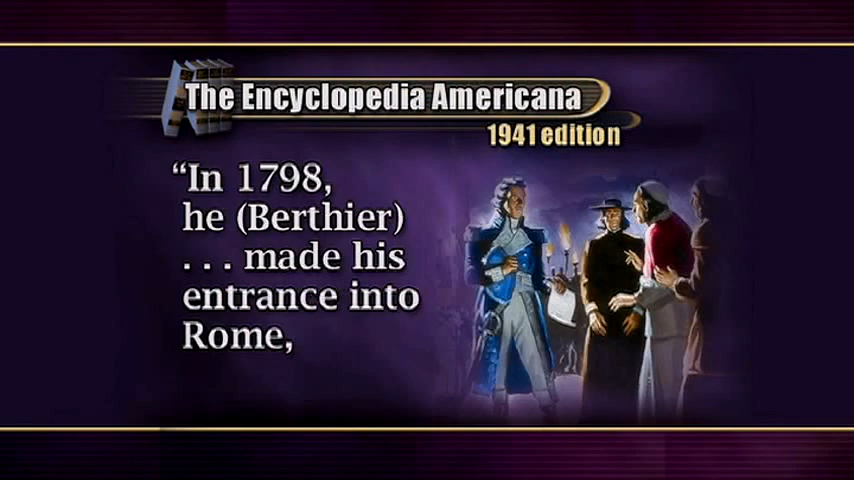 The Encyclopedia Americana
1941 edition
“In 1798,
he (Berthier)
. . . made his
entrance into
Rome,